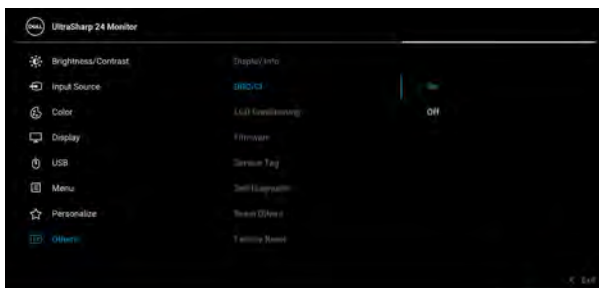 DELL UltraSharp 24 Monitor
Brightness/Contrast
Display Info
Input Source
DDC/CI
On
Color
LCD Conditioning
Off
Display
Firmware
USB
Service Tag
Menu
Self-Diagnostic
Personalize
Reset Others
Others
Factory Reset
Exit